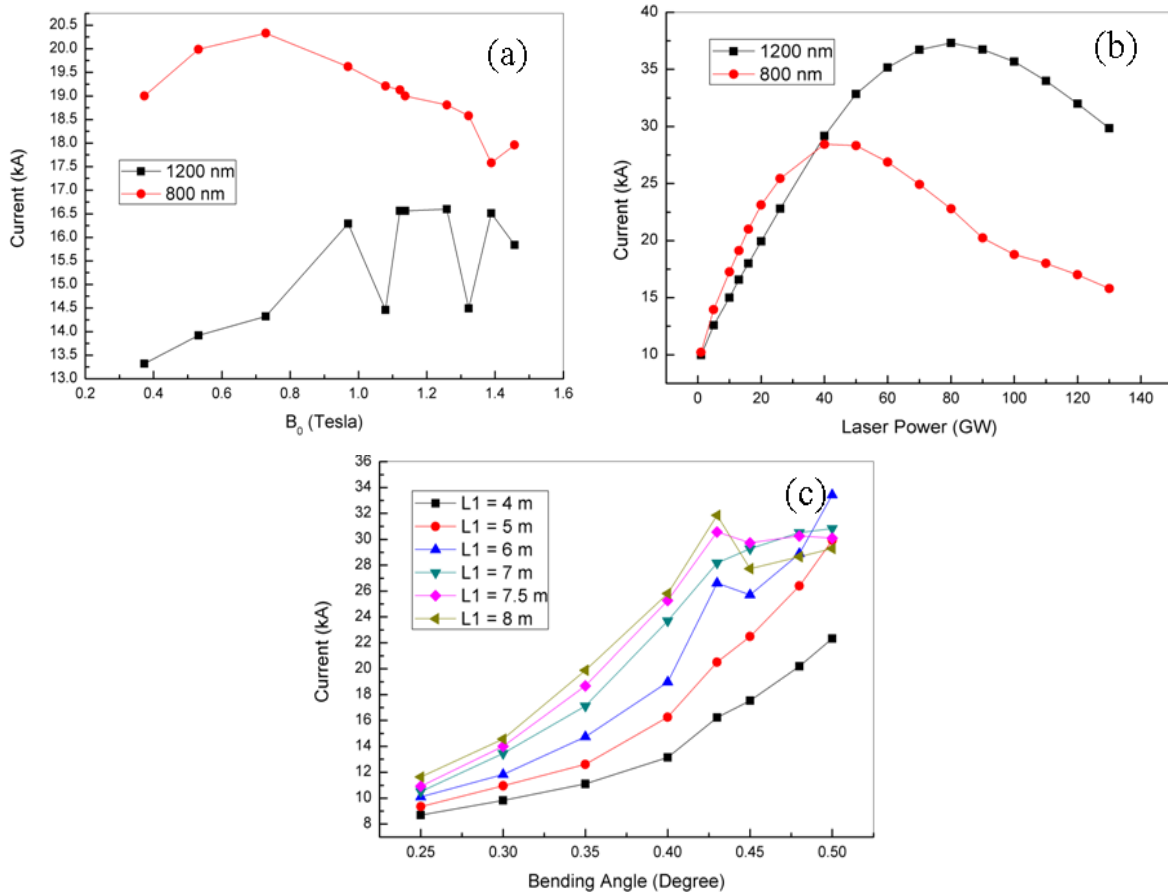 (a)
20.5
20.0
19.5
19.0
18.5
18.0
17.5
17.0
16.5
16.0
15.5
15.0
14.5
14.0
13.5
13.0
Current (kA)
1200 nm
800 nm
0.2 0.4 0.6 0.8 1.0 1.2 1.4 1.6
B0 (Tesla)
(b)
35
30
25
20
15
10
Current (kA)
1200 nm
800 nm
0 20 40 60 80 100 120 140
Laser Power (GW)
(c)
36
34
32
30
28
26
24
22
20
18
16
14
12
10
8
Current (kA)
L1 = 4 m
L1 = 5 m
L1 = 6 m
L1 = 7 m
L1 = 7.5 m
L1 = 8 m
0.25 0.30 0.35 0.40 0.45 0.50
Bending Angle (Degree)